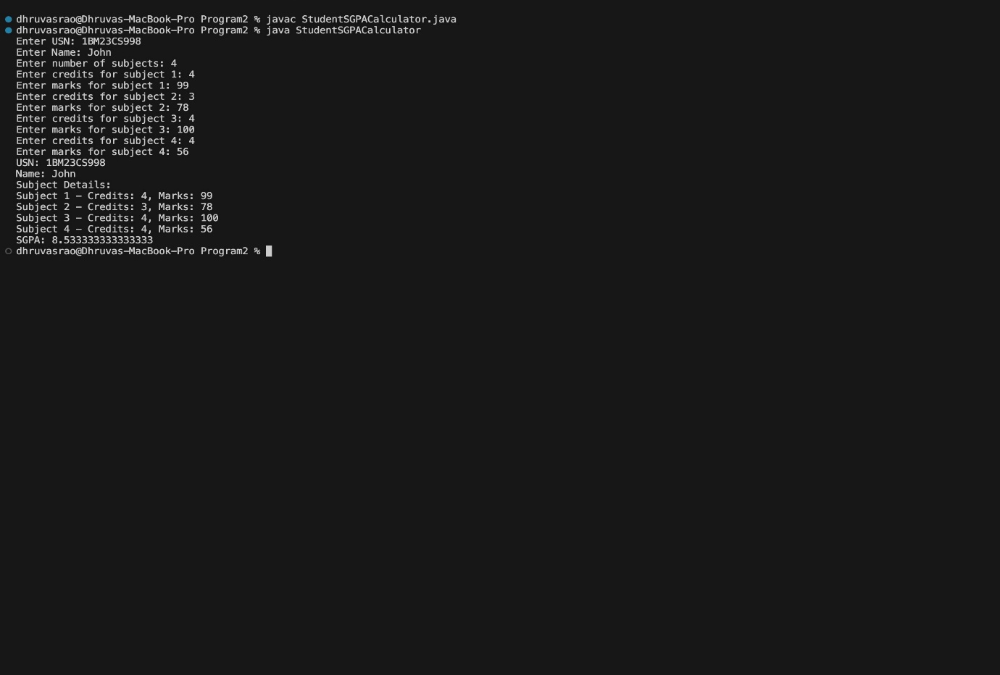 dhruvasrao@Dhruvas-MacBook-Pro Program2 % javac StudentSGPACalculator.java
dhruvasrao@Dhruvas-MacBook-Pro Program2 % java StudentSGPACalculator
Enter USN: 1BM23CS998
Enter Name: John
Enter number of subjects: 4
Enter credits for subject 1: 4
Enter marks for subject 1: 99
Enter credits for subject 2: 3
Enter marks for subject 2: 78
Enter credits for subject 3: 4
Enter marks for subject 3: 100
Enter credits for subject 4: 4
Enter marks for subject 4: 56
USN: 1BM23CS998
Name: John
Subject Details:
Subject 1 - Credits: 4, Marks: 99
Subject 2 - Credits: 3, Marks: 78
Subject 3 - Credits: 4, Marks: 100
Subject 4 - Credits: 4, Marks: 56
SGPA: 8.533333333333333
dhruvasrao@Dhruvas-MacBook-Pro Program2 %